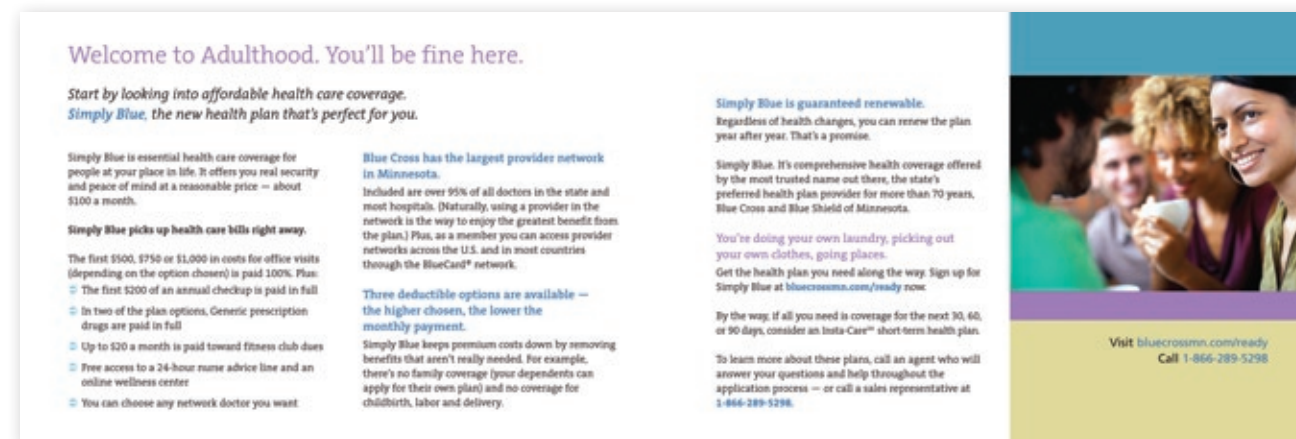 Welcome to Adulthood. You'll be fine here.
Start by looking into affordable health care coverage.
Simply Blue, the new health plan that's perfect for you.
Simply Blue is essential health care coverage for
people at your place in life. It offers you real security
and peace of mind at a reasonable price — about
$100 a month.
Simply Blue picks up health care bills right away.
The first $500, $750 or $1,000 in costs for office visits
(depending on the option chosen) is paid 100%. Plus:
The first $200 of an annual checkup is paid in full
In two of the plan options, Generic prescription
drugs are paid in full
Up to $20 a month is paid toward fitness club dues
Free access to a 24-hour nurse advice line and an
online wellness center
You can choose any network doctor you want
Blue Cross has the largest provider network
in Minnesota.
Included are over 95% of all doctors in the state and
most hospitals. (Naturally, using a provider in the
network is the way to enjoy the greatest benefit from
the plan.) Plus, as a member you can access provider
networks across the U.S. and in most countries
through the BlueCard® network.
Three deductible options are available —
the higher chosen, the lower the
monthly payment.
Simply Blue keeps premium costs down by removing
benefits that aren't really needed. For example,
there's no family coverage (your dependents can
apply for their own plan) and no coverage for
childbirth, labor and delivery.
Simply Blue is guaranteed renewable.
Regardless of health changes, you can renew the plan
year after year. That's a promise.
Simply Blue. It's comprehensive health coverage offered
by the most trusted name out there, the state's
preferred health plan provider for more than 70 years,
Blue Cross and Blue Shield of Minnesota.
You're doing your own laundry, picking out
your own clothes, going places.
Get the health plan you need along the way. Sign up for
Simply Blue at bluecrossmn.com/ready now.
By the way, if all you need is coverage for the next 30, 60,
or 90 days, consider an Insta-Care℠ short-term health plan.
To learn more about these plans, call an agent who will
answer your questions and help throughout the
application process — or call a sales representative at
1-866-289-5298.
Visit bluecrossmn.com/ready
Call 1-866-289-5298